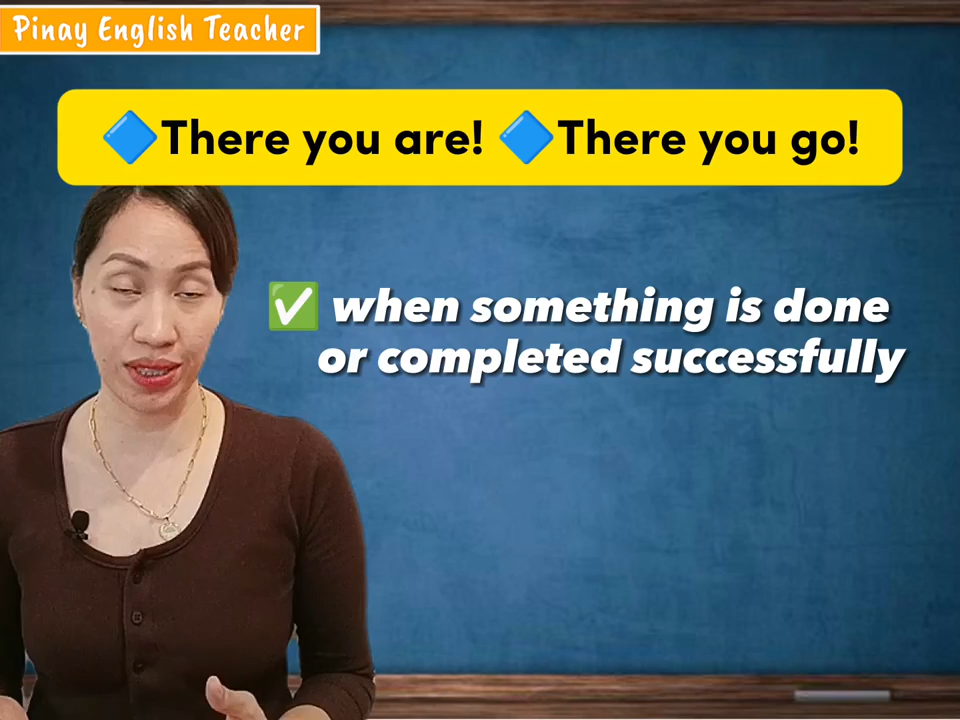 Pinay English Teacher
🔷There you are! 🔷There you go!
✅ when something is done
or completed successfully